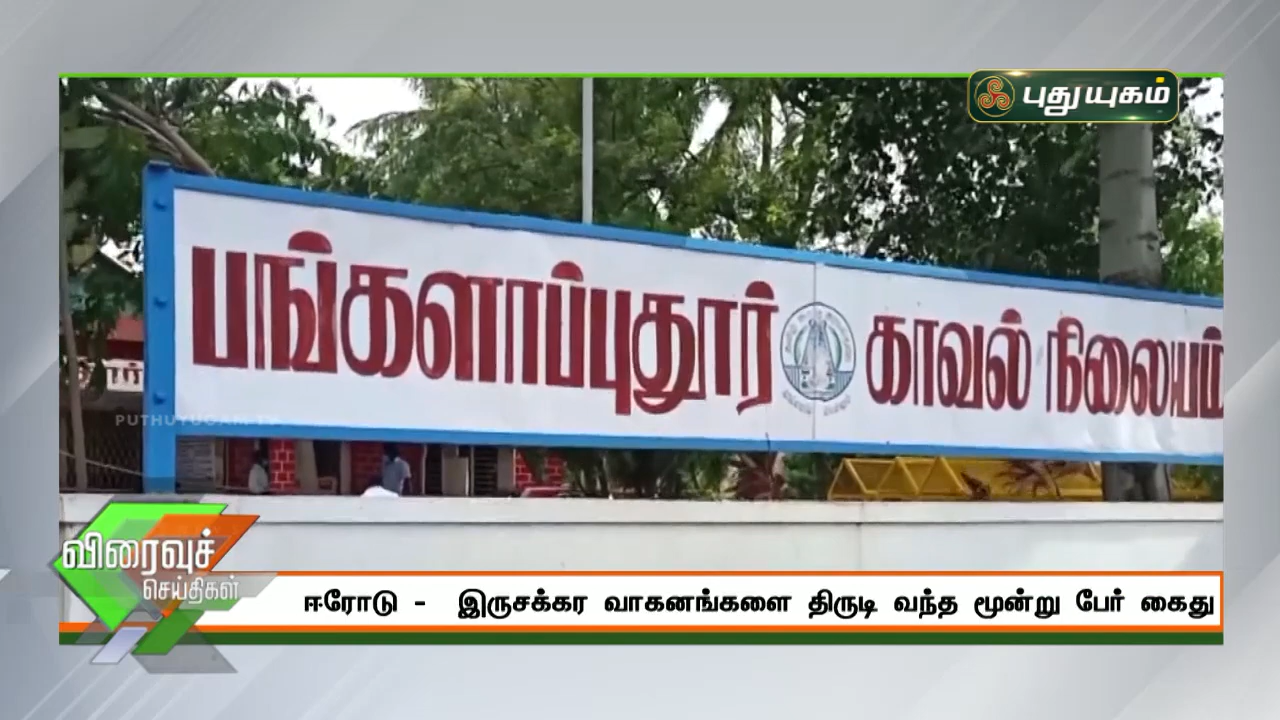 புதுயுகம்
பங்களாப்புதூர் காவல் நிலையம்
PUTHUYUGAM TV
விரைவுச்
செய்திகள்
ஈரோடு - இருசக்கர வாகனங்களை திருடி வந்த மூன்று பேர் கைது